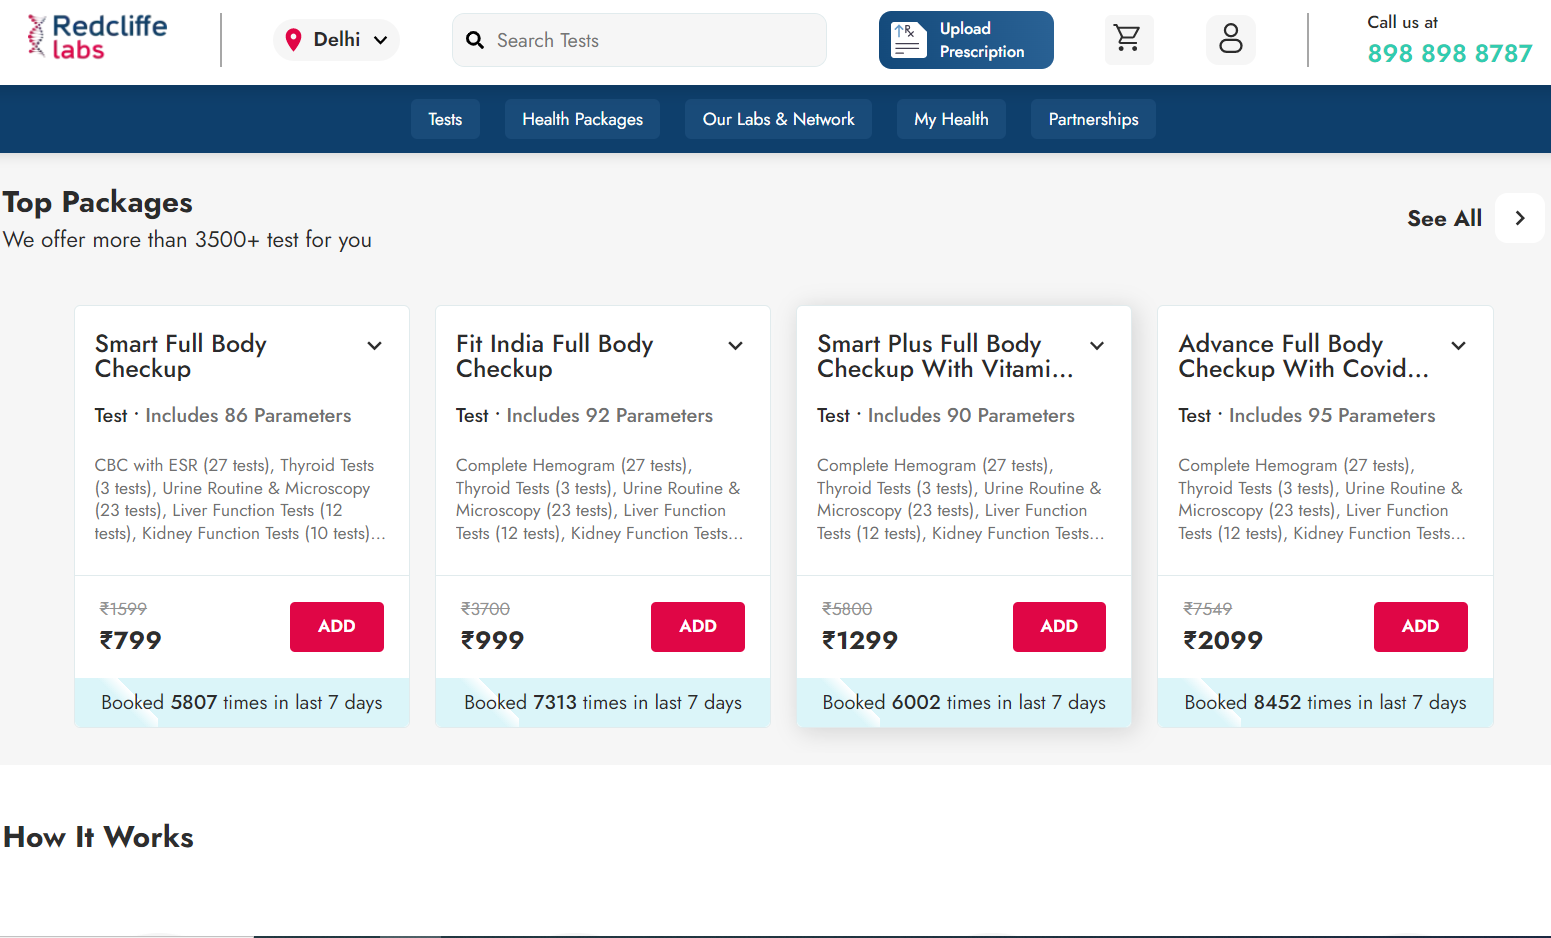 Redcliffe
labs
Delhi
Search Tests
Rx
Upload
Prescription
Call us at
898 898 8787
Tests
Health Packages
Our Labs & Network
My Health
Partnerships
Top Packages
We offer more than 3500+ test for you
See All
Smart Full Body
Checkup
Test · Includes 86 Parameters
CBC with ESR (27 tests), Thyroid Tests
(3 tests), Urine Routine & Microscopy
(23 tests), Liver Function Tests (12
tests), Kidney Function Tests (10 tests)...
₹1599
₹799
ADD
Booked 5807 times in last 7 days
Fit India Full Body
Checkup
Test · Includes 92 Parameters
Complete Hemogram (27 tests),
Thyroid Tests (3 tests), Urine Routine &
Microscopy (23 tests), Liver Function
Tests (12 tests), Kidney Function Tests...
₹3700
₹999
ADD
Booked 7313 times in last 7 days
Smart Plus Full Body
Checkup With Vitami...
Test · Includes 90 Parameters
Complete Hemogram (27 tests),
Thyroid Tests (3 tests), Urine Routine &
Microscopy (23 tests), Liver Function
Tests (12 tests), Kidney Function Tests...
₹5800
₹1299
ADD
Booked 6002 times in last 7 days
Advance Full Body
Checkup With Covid...
Test · Includes 95 Parameters
Complete Hemogram (27 tests),
Thyroid Tests (3 tests), Urine Routine &
Microscopy (23 tests), Liver Function
Tests (12 tests), Kidney Function Tests...
₹7549
₹2099
ADD
Booked 8452 times in last 7 days
How It Works